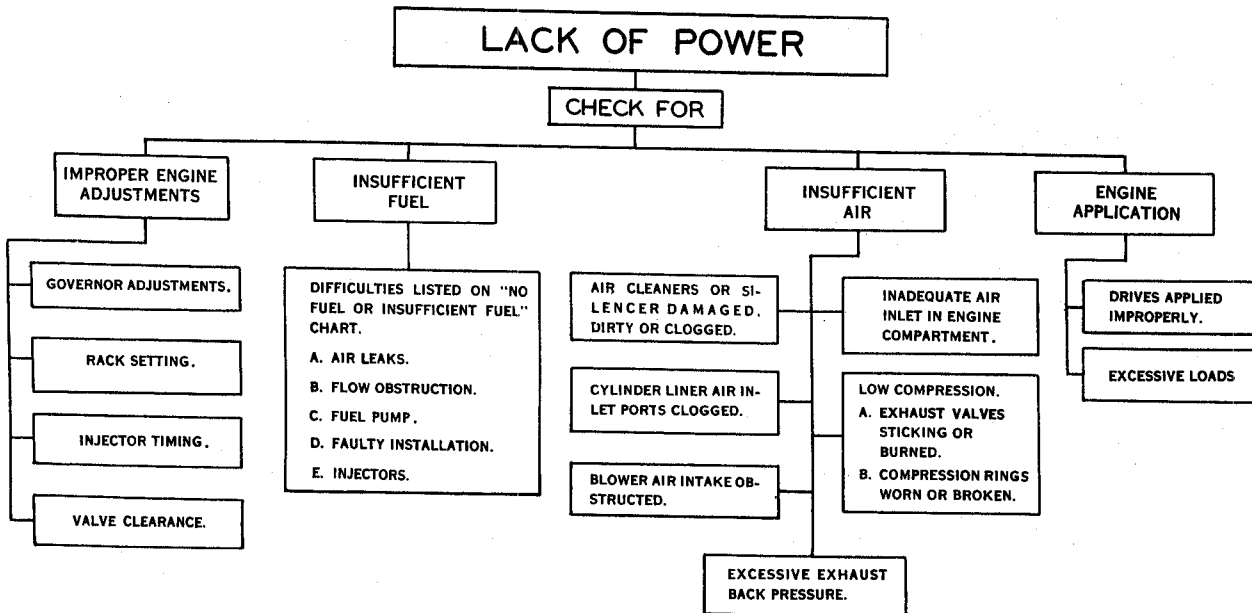 LACK OF POWER
CHECK FOR
IMPROPER ENGINE
ADJUSTMENTS
GOVERNOR ADJUSTMENTS.
RACK SETTING.
INJECTOR TIMING.
VALVE CLEARANCE.
INSUFFICIENT
FUEL
DIFFICULTIES LISTED ON "NO
FUEL OR INSUFFICIENT FUEL"
CHART.
A. AIR LEAKS.
B. FLOW OBSTRUCTION.
C. FUEL PUMP.
D. FAULTY INSTALLATION.
E. INJECTORS.
INSUFFICIENT
AIR
AIR CLEANERS OR SI-
LENCER DAMAGED,
DIRTY OR CLOGGED.
CYLINDER LINER AIR IN-
LET PORTS CLOGGED.
BLOWER AIR INTAKE OB-
STRUCTED.
INADEQUATE AIR
INLET IN ENGINE
COMPARTMENT.
LOW COMPRESSION.
A. EXHAUST VALVES
STICKING OR
BURNED.
B. COMPRESSION RINGS
WORN OR BROKEN.
EXCESSIVE EXHAUST
BACK PRESSURE.
ENGINE
APPLICATION
DRIVES APPLIED
IMPROPERLY.
EXCESSIVE LOADS